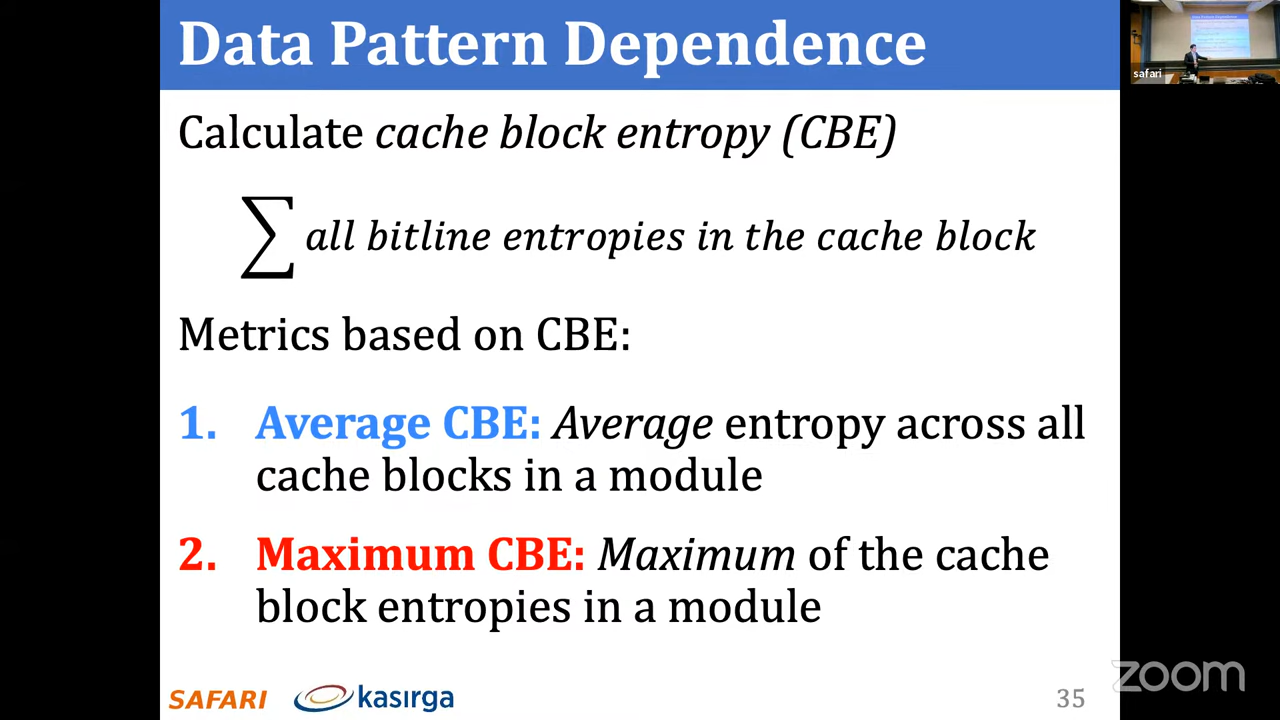 Data Pattern Dependence
safari
Calculate cache block entropy (CBE)
∑ all bitline entropies in the cache block
Metrics based on CBE:
1. Average CBE: Average entropy across all
cache blocks in a module
2. Maximum CBE: Maximum of the cache
block entropies in a module
SAFARI kasırga 35
zoom